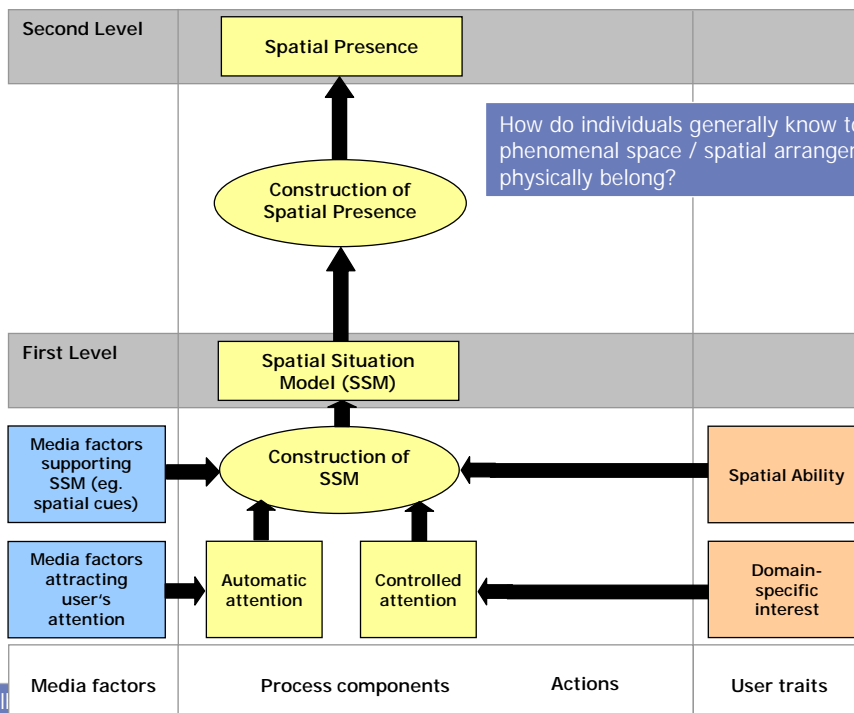 Second Level
Spatial Presence
How do individuals generally know
phenomenal space / spatial
physically belong?
Construction of
Spatial Presence
First Level
Spatial Situation
Model (SSM)
Media factors
supporting
SSM (eg.
spatial cues)
Construction of
SSM
Spatial Ability
Media factors
attracting
user's
attention
Automatic
attention
Controlled
attention
Domain-
specific
interest
Media factors
Process components
Actions
User traits